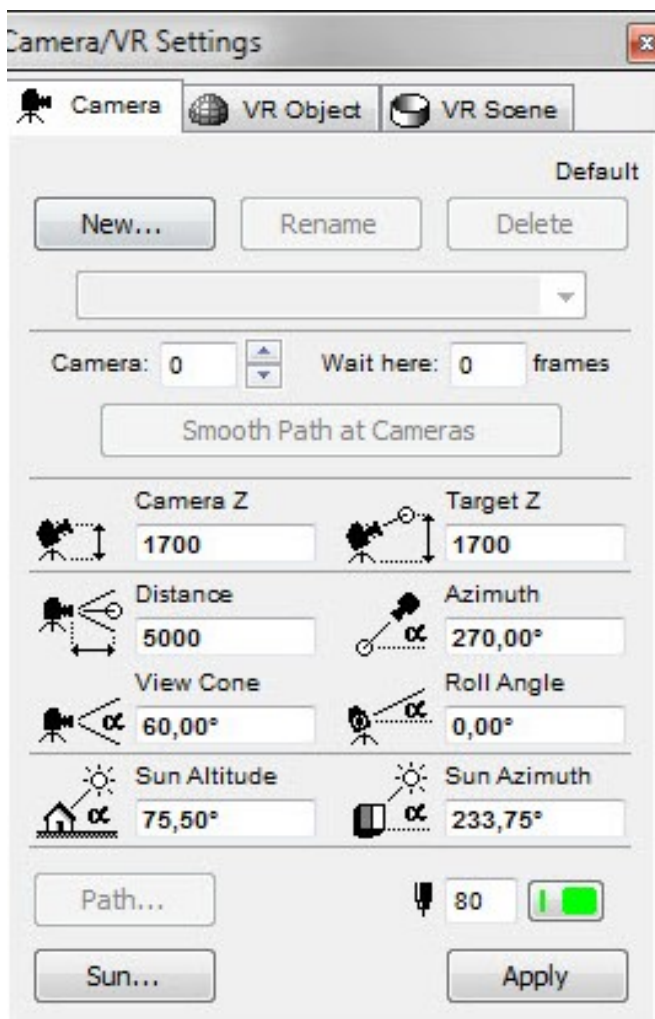 Camera/VR Settings
Camera VR Object VR Scene
Default
New... Rename Delete
Camera: 0 Wait here: 0 frames
Smooth Path at Cameras
Camera Z Target Z
1700 1700
Distance Azimuth
5000 α 270,00°
View Cone Roll Angle
α 60,00° α 0,00°
Sun Altitude Sun Azimuth
α 75,50° α 233,75°
Path... 80
Sun... Apply